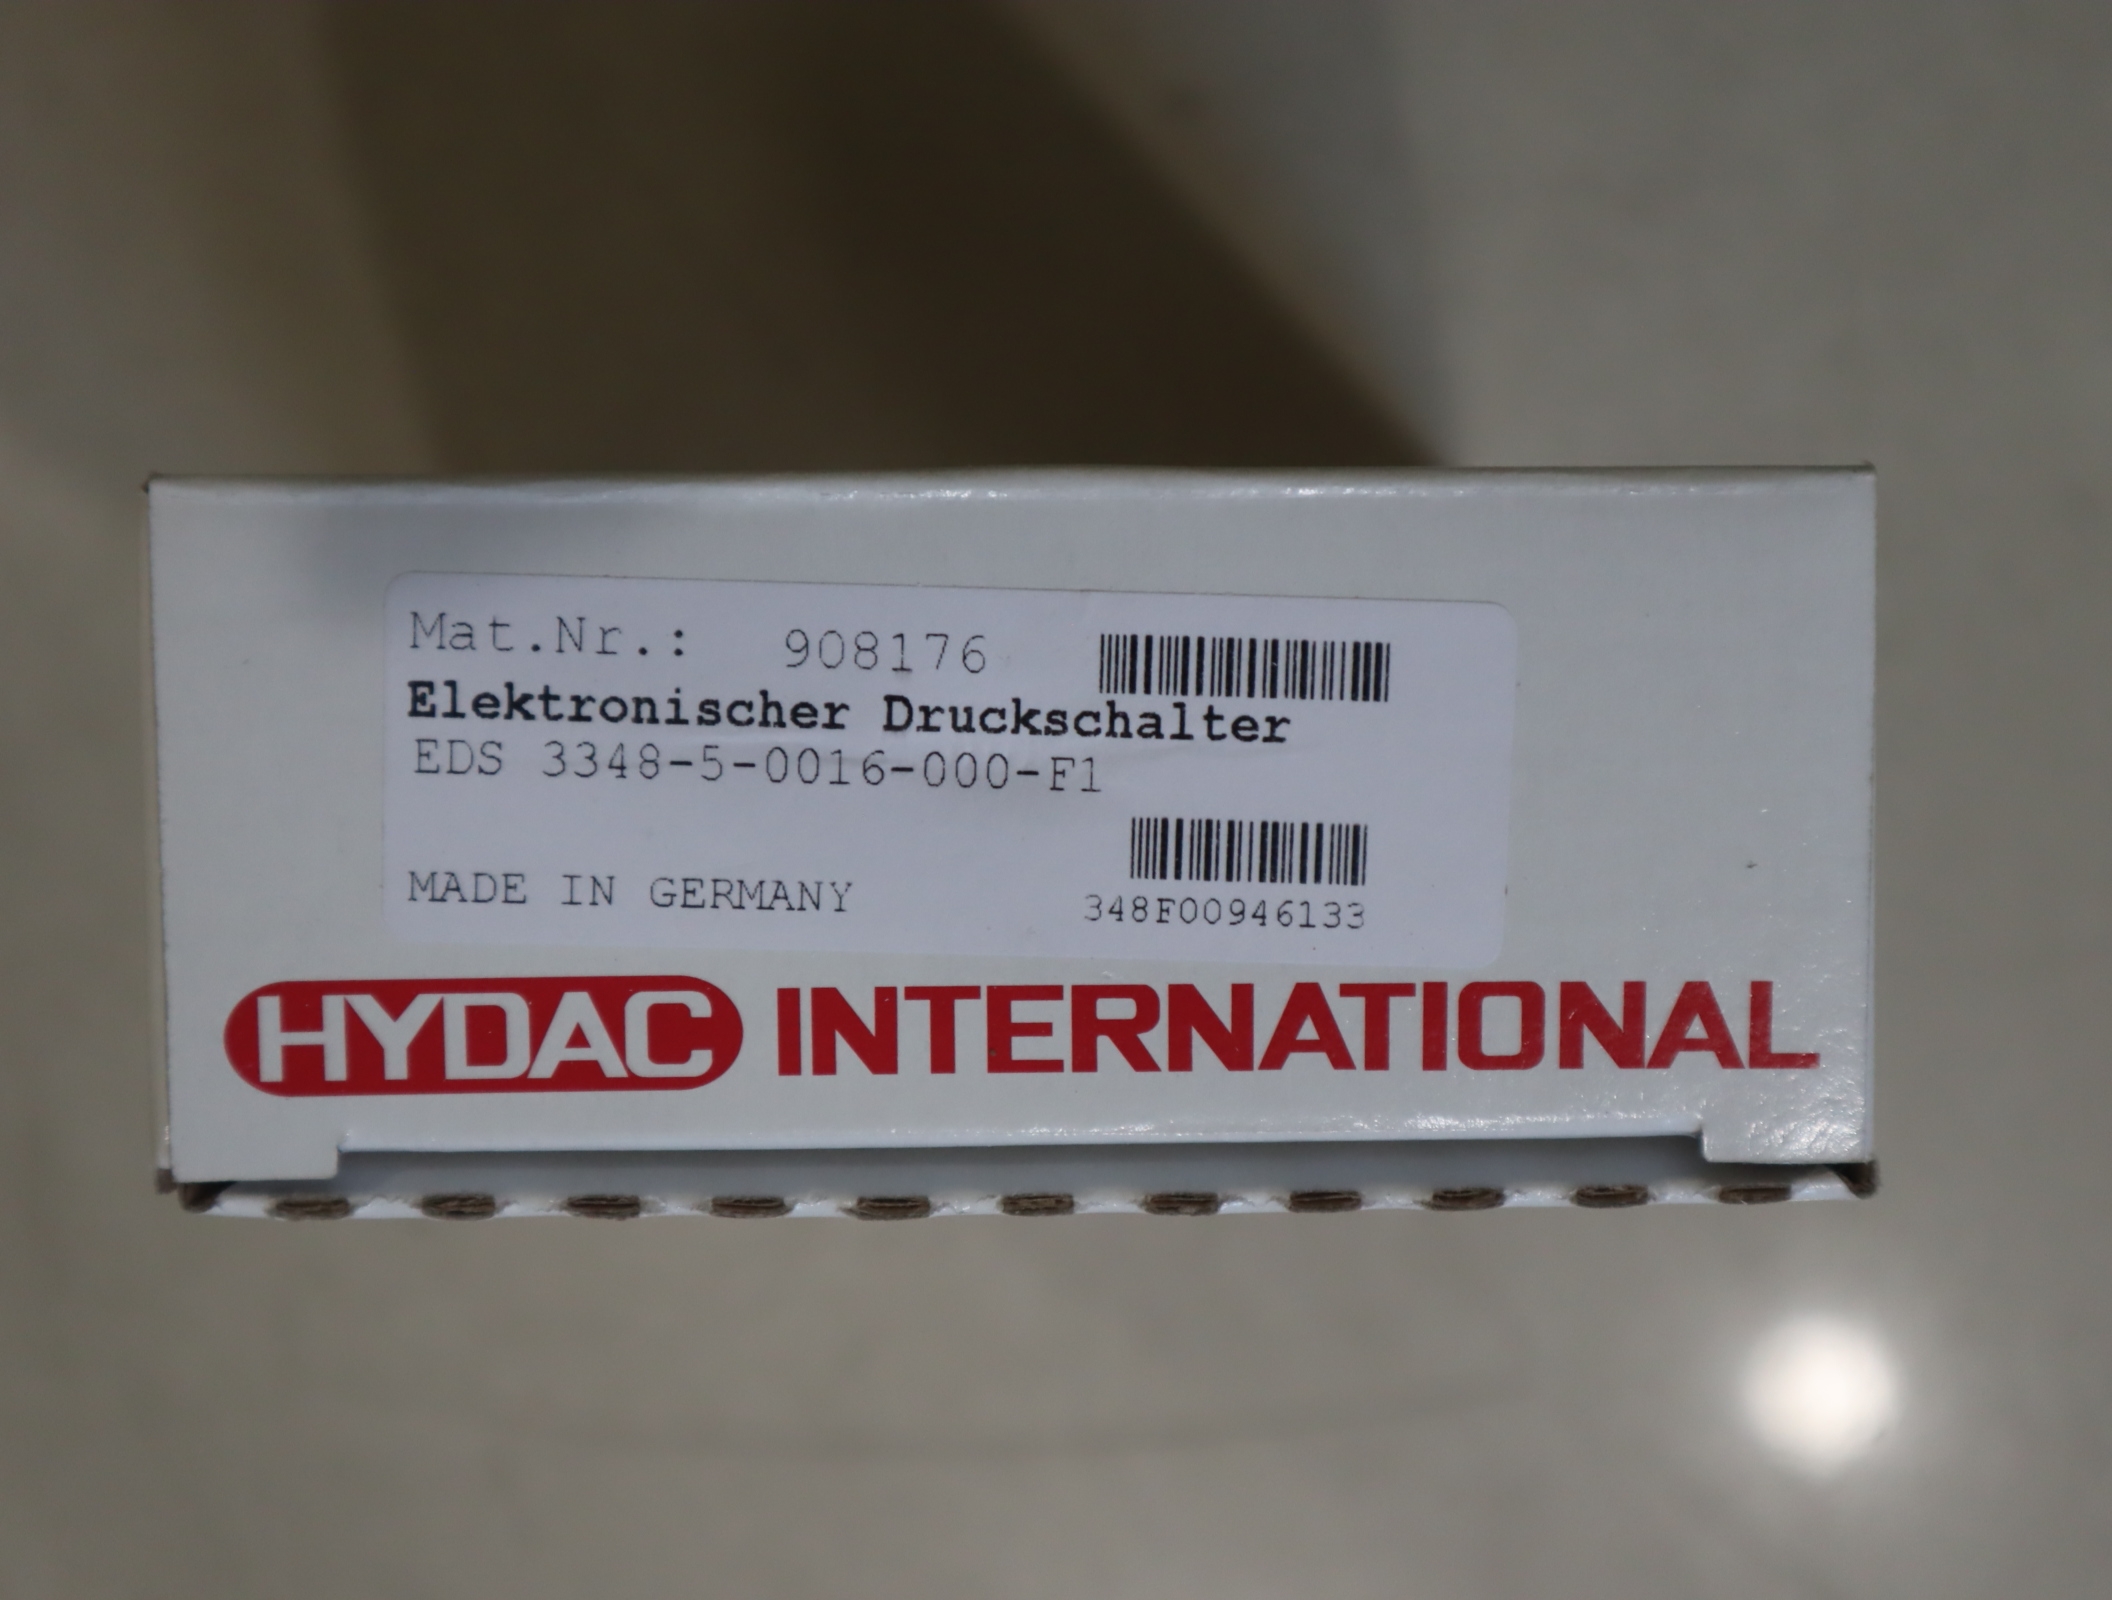 Mat.Nr.: 908176
Elektronischer Druckschalter
EDS 3348-5-0016-000-F1
MADE IN GERMANY 348F00946133
HYDAC INTERNATIONAL